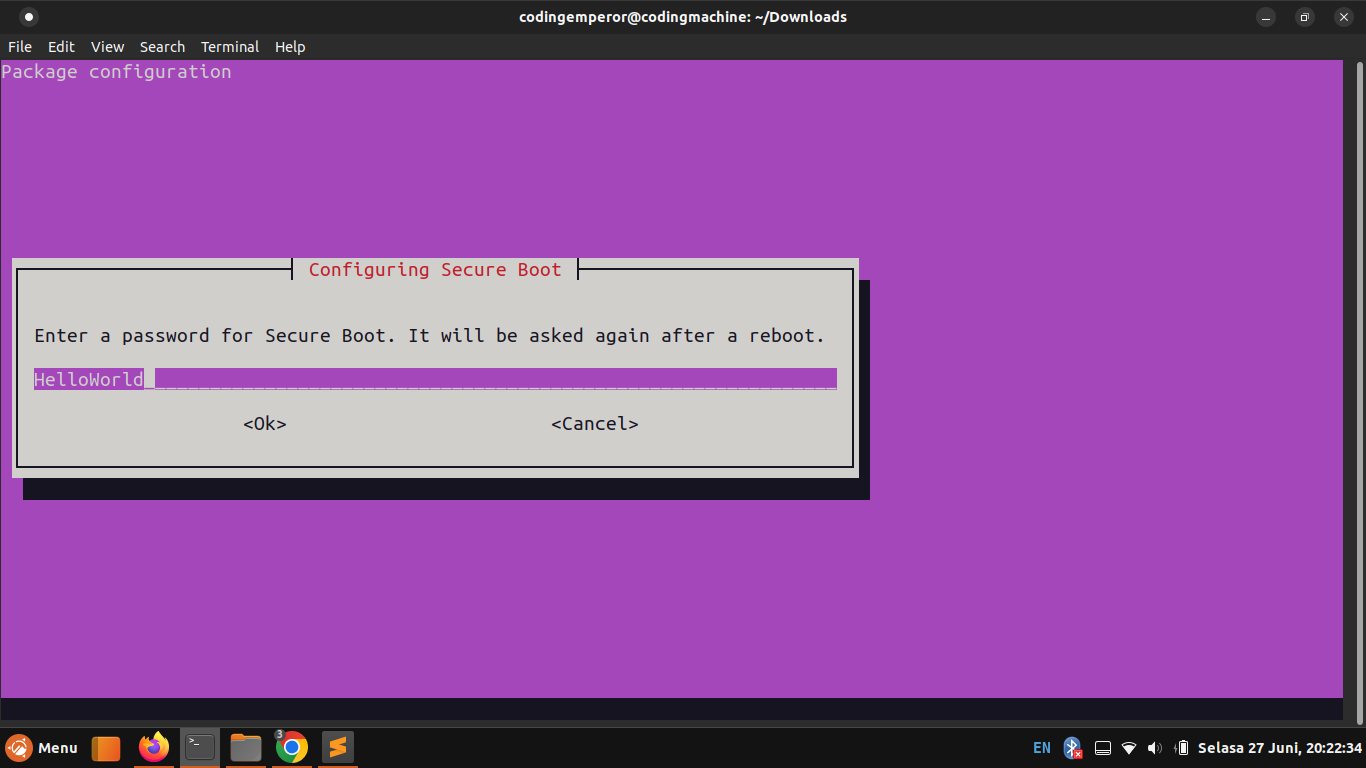 codingemperor@codingmachine: ~/Downloads
File Edit View Search Terminal Help
Package configuration
Configuring Secure Boot
Enter a password for Secure Boot. It will be asked again after a reboot.
HelloWorld
<Ok> <Cancel>
Menu >_ 3 EN Selasa 27 Juni, 20:22:34